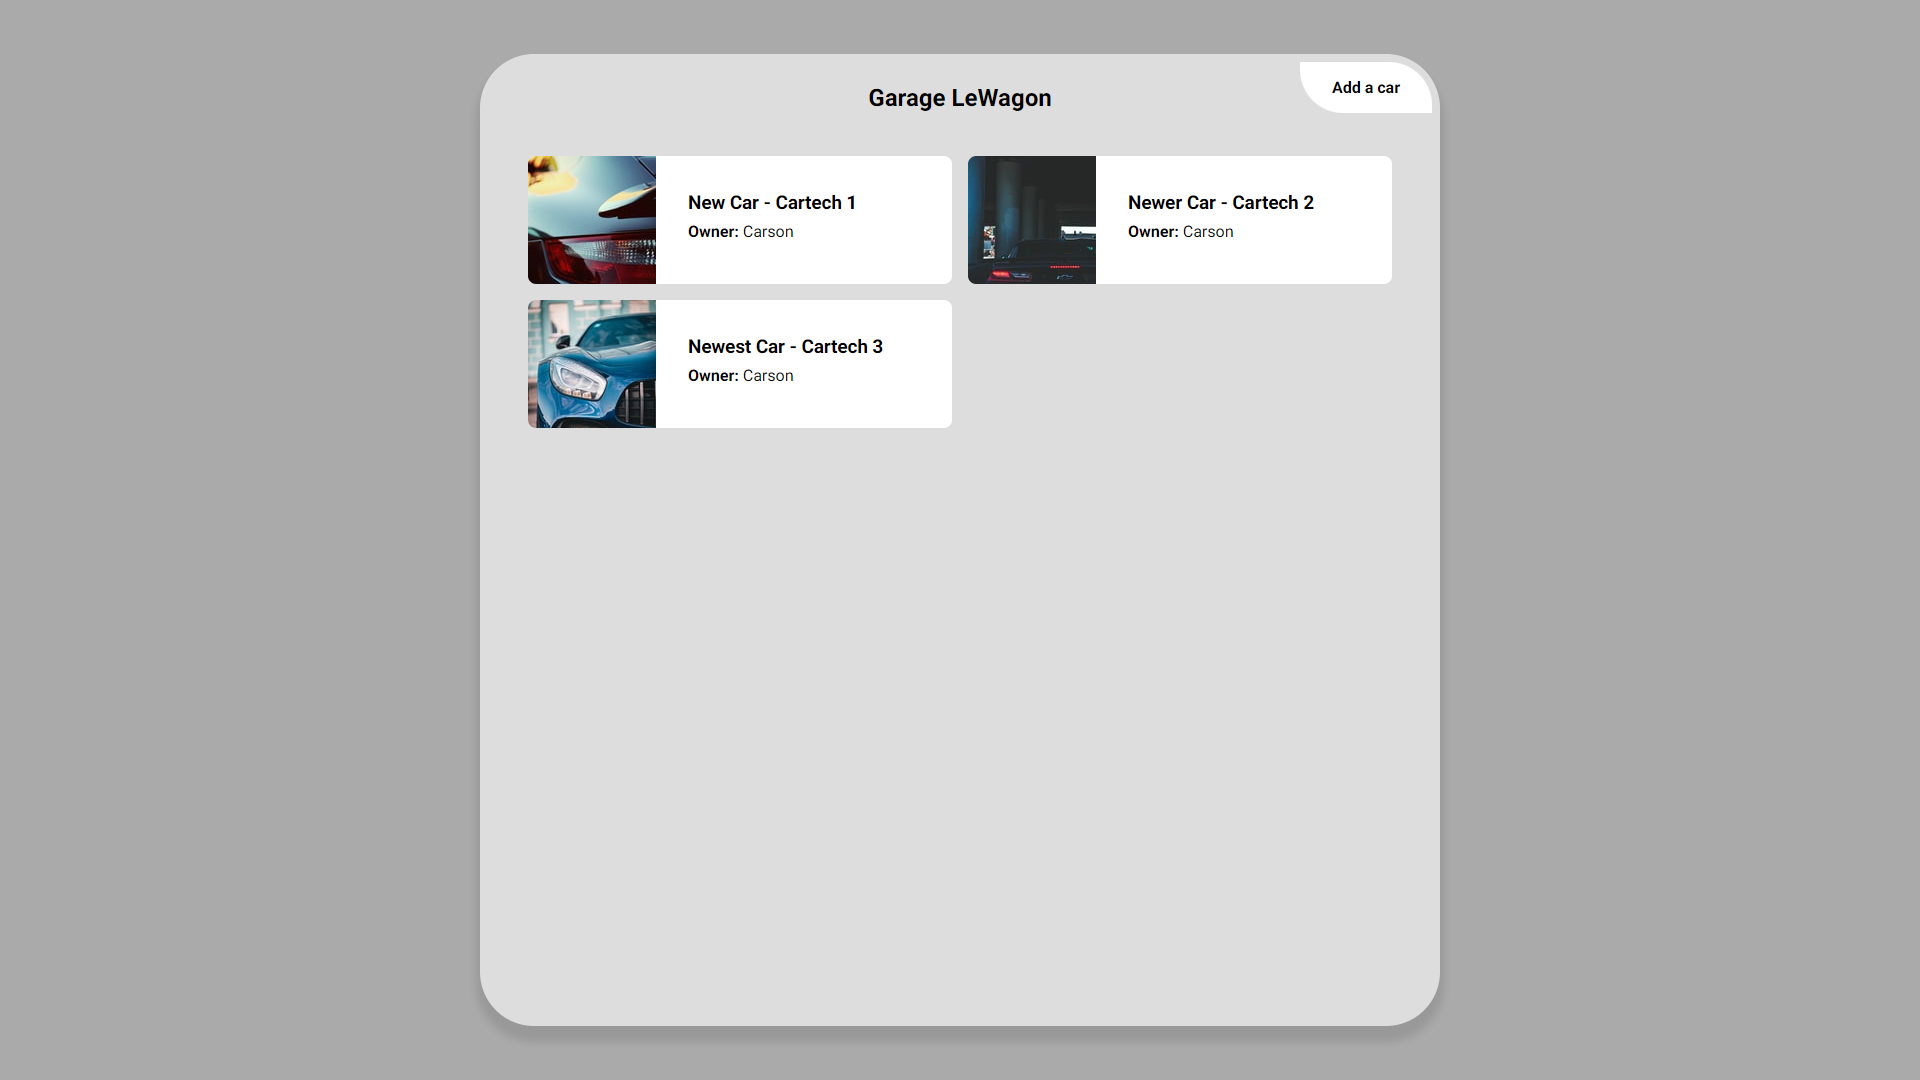 Garage LeWagon
Add a car
New Car - Cartech 1
Owner: Carson
Newer Car - Cartech 2
Owner: Carson
Newest Car - Cartech 3
Owner: Carson